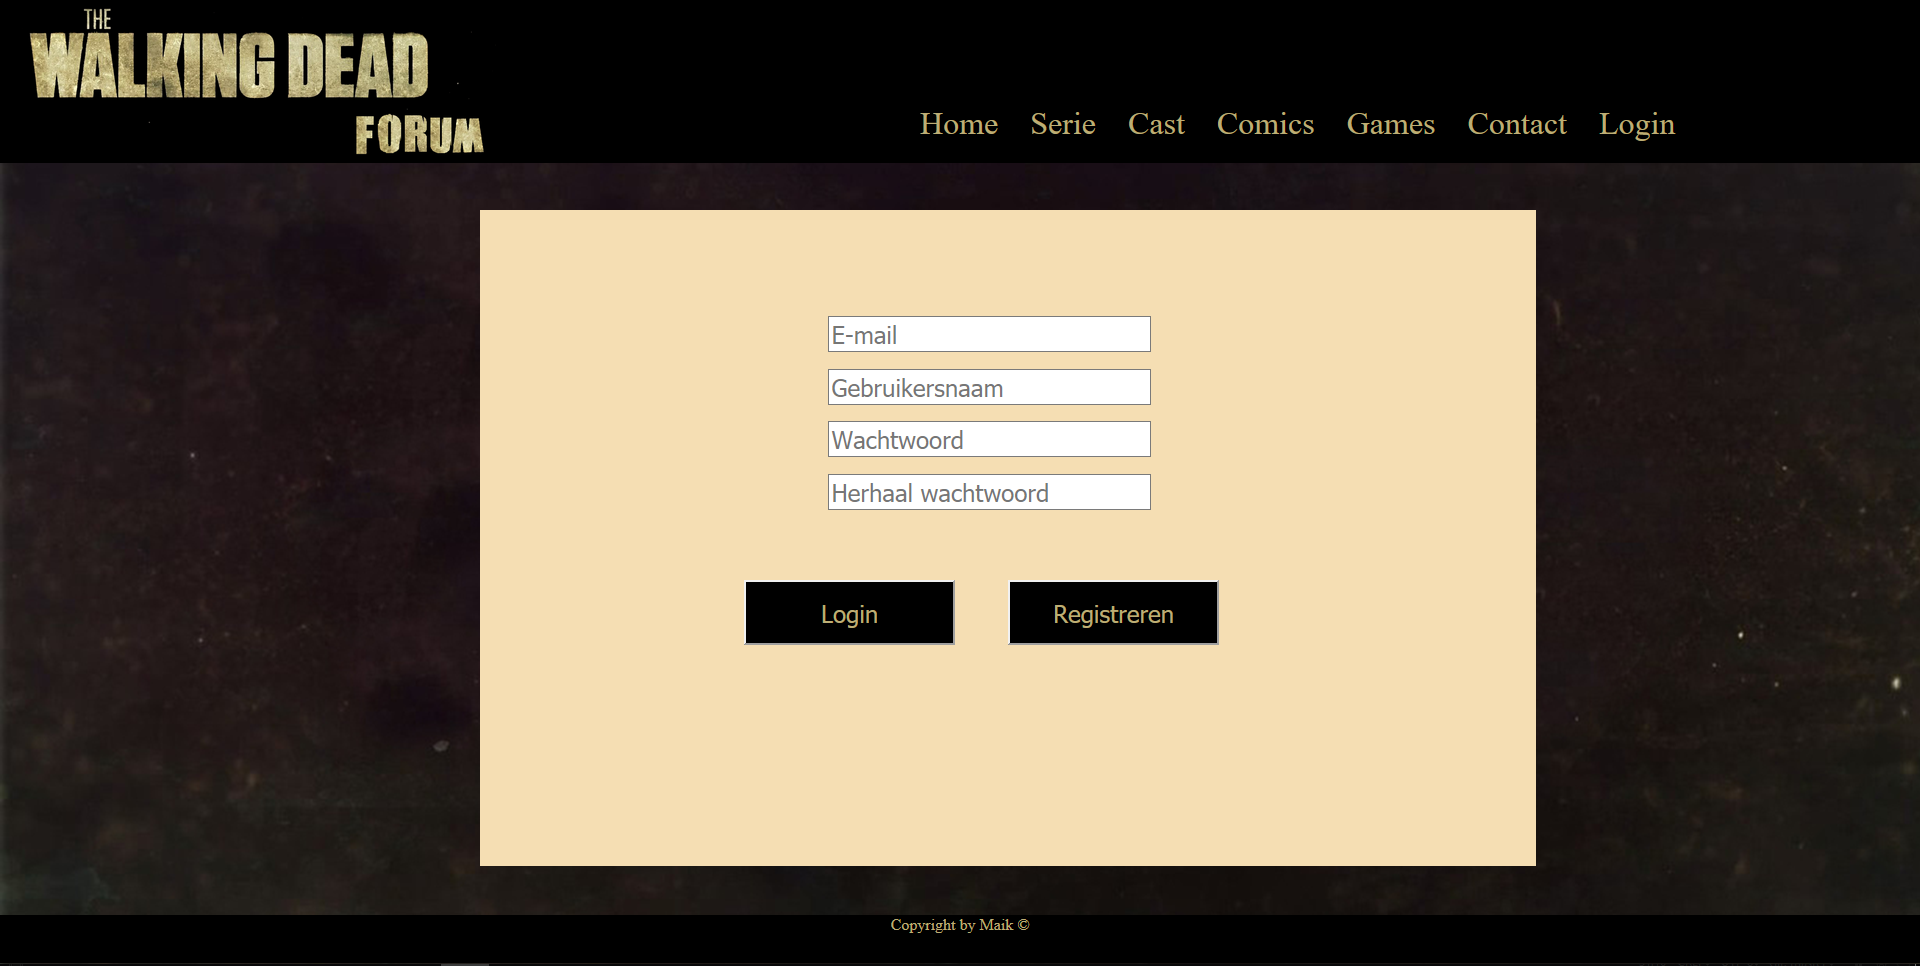 THE
WALKING DEAD
FORUM
Home Serie Cast Comics Games Contact Login
E-mail
Gebruikersnaam
Wachtwoord
Herhaal wachtwoord
Login Registreren
Copyright by Maik ©